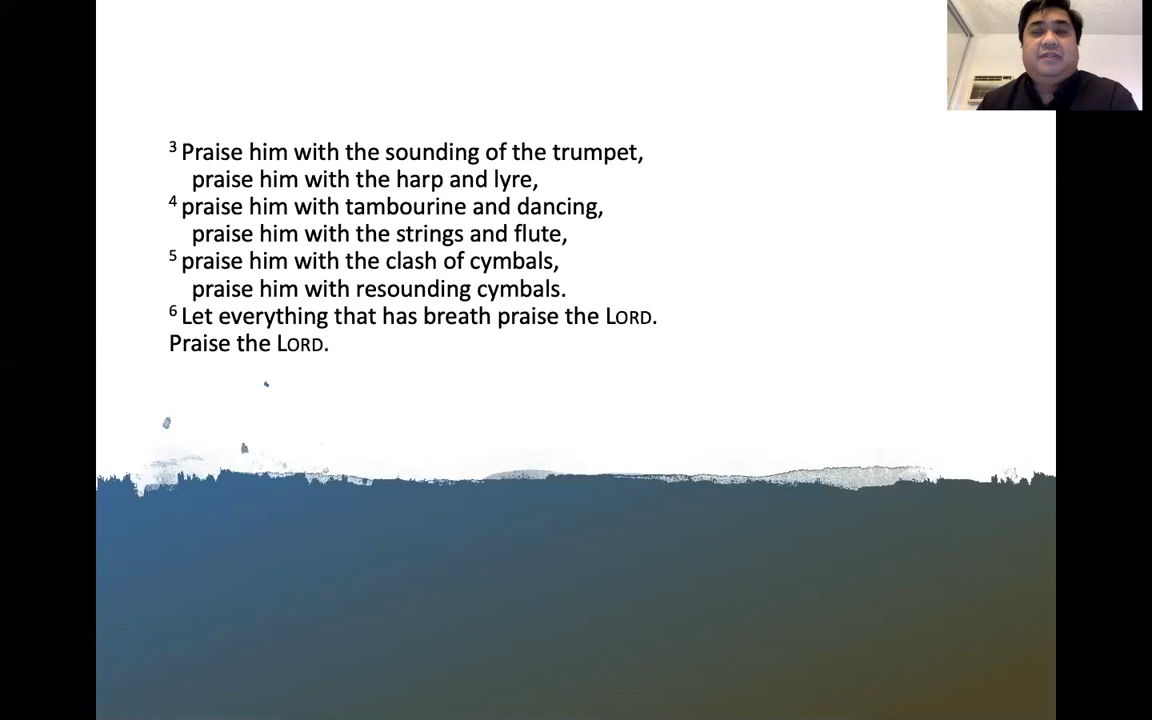 3 Praise him with the sounding of the trumpet,
praise him with the harp and lyre,
4 praise him with tambourine and dancing,
praise him with the strings and flute,
5 praise him with the clash of cymbals,
praise him with resounding cymbals.
6 Let everything that has breath praise the LORD.
Praise the LORD.